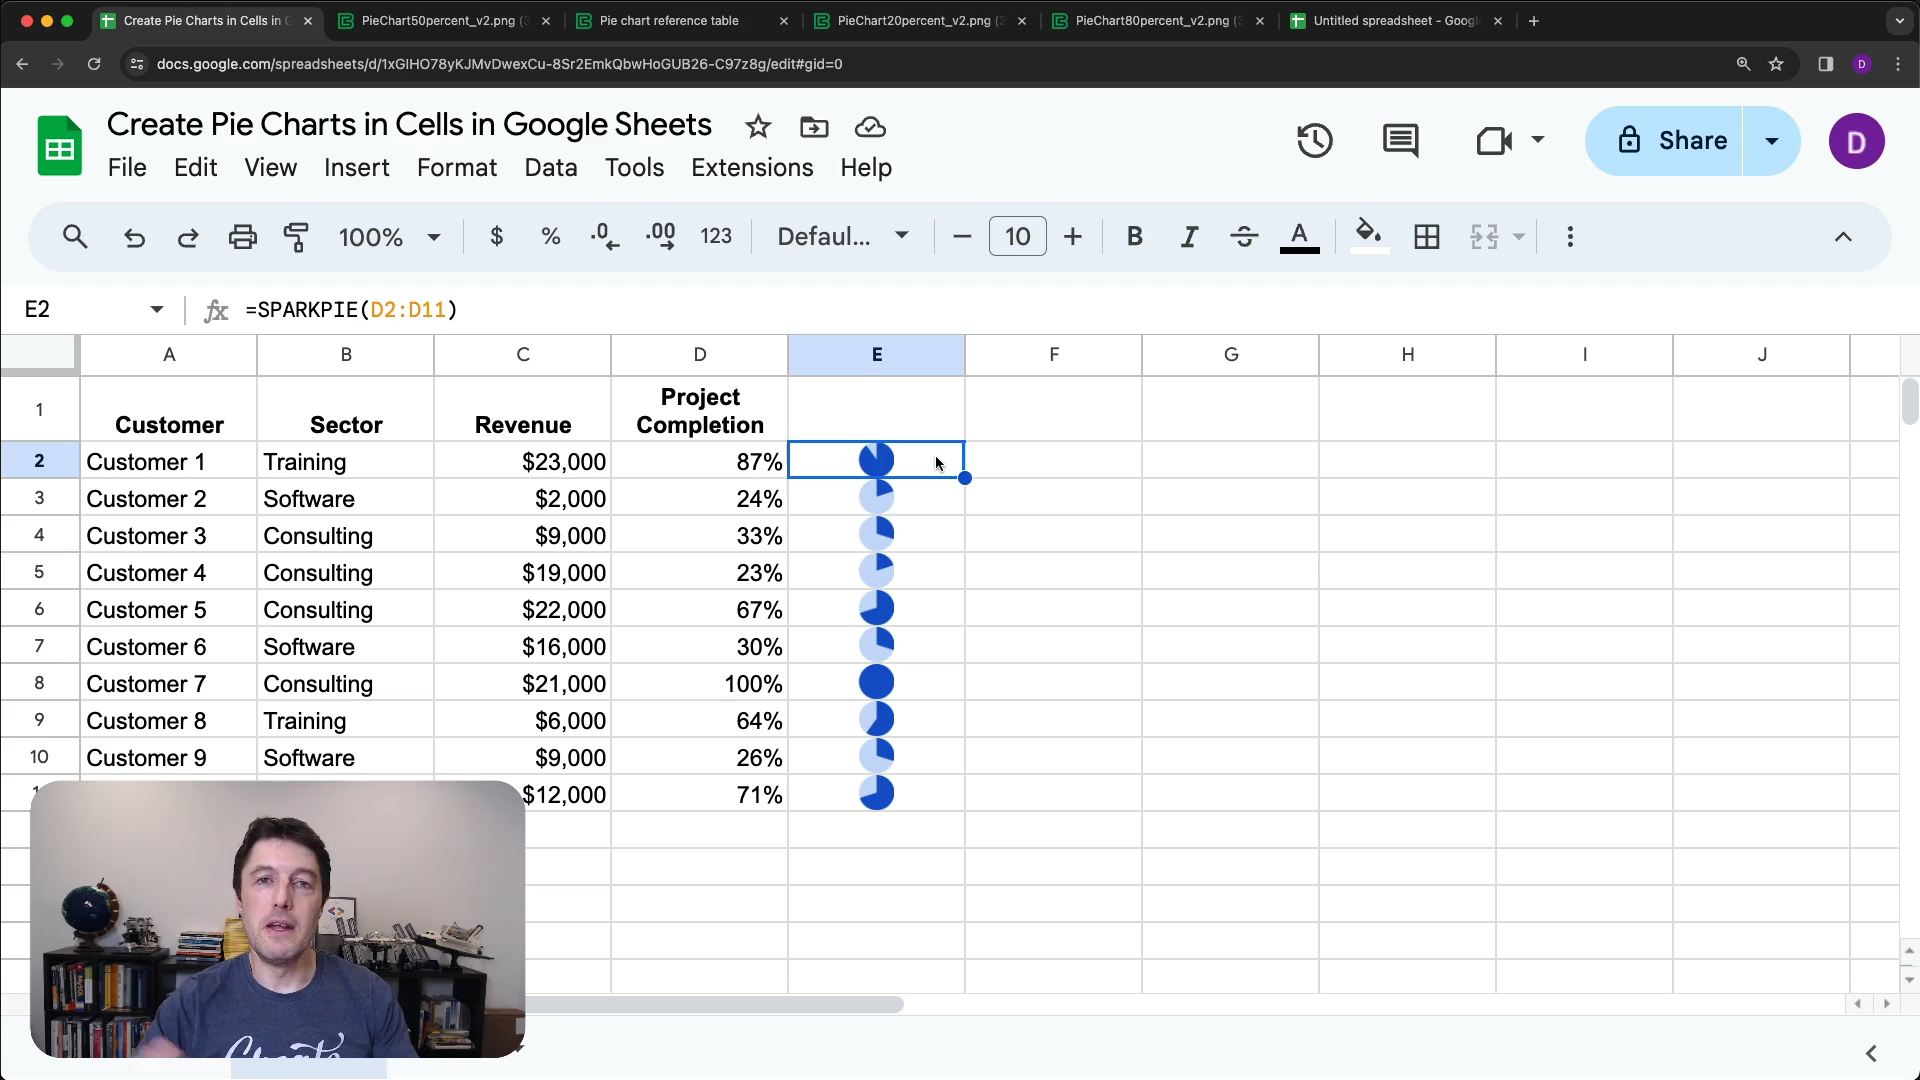 Create Pie Charts in Cells in G
PieChart50percent_v2.png (3
Pie chart reference table
PieChart20percent_v2.png (3
PieChart80percent_v2.png (3
Untitled spreadsheet - Google
docs.google.com/spreadsheets/d/1xGIHO78yKJMvDwexCu-8Sr2EmkQbwHoGUB26-C97z8g/edit#gid=0
D
Create Pie Charts in Cells in Google Sheets
File Edit View Insert Format Data Tools Extensions Help
Share
D
100% $ % .0 .00 123 Defaul... 10 B I S A
E2 fx =SPARKPIE(D2:D11)
A B C D E F G H I J
1 Customer Sector Revenue Project Completion
2 Customer 1 Training $23,000 87%
3 Customer 2 Software $2,000 24%
4 Customer 3 Consulting $9,000 33%
5 Customer 4 Consulting $19,000 23%
6 Customer 5 Consulting $22,000 67%
7 Customer 6 Software $16,000 30%
8 Customer 7 Consulting $21,000 100%
9 Customer 8 Training $6,000 64%
10 Customer 9 Software $9,000 26%
$12,000 71%
Create